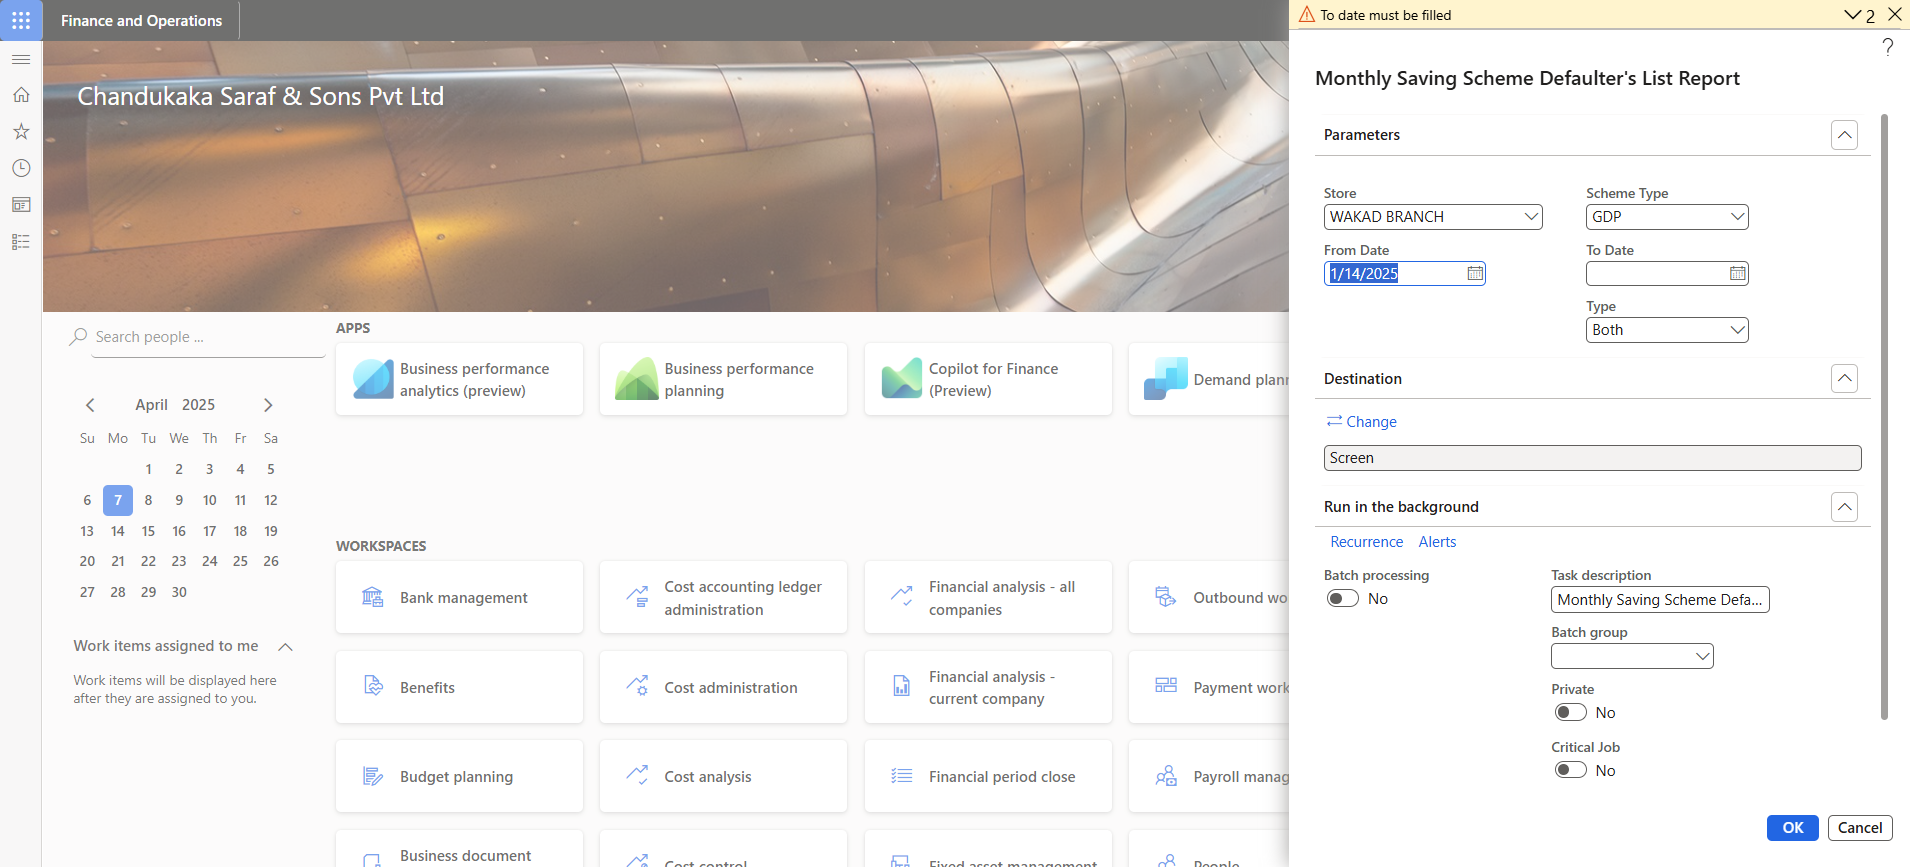 Finance and Operations
To date must be filled
2
?
Chandukaka Saraf & Sons Pvt Ltd
Search people ...
April 2025
Su Mo Tu We Th Fr Sa
1 2 3 4 5
6 7 8 9 10 11 12
13 14 15 16 17 18 19
20 21 22 23 24 25 26
27 28 29 30
Work items assigned to me
Work items will be displayed here
after they are assigned to you.
APPS
Business performance
analytics (preview)
Business performance
planning
Copilot for Finance
(Preview)
Demand plann
WORKSPACES
Bank management
Cost accounting ledger
administration
Financial analysis - all
companies
Outbound wo
Benefits
Cost administration
Financial analysis -
current company
Payment work
Budget planning
Cost analysis
Financial period close
Payroll manag
Business document
Cost control
Fixed asset management
People
Monthly Saving Scheme Defaulter's List Report
Parameters
Store
WAKAD BRANCH
Scheme Type
GDP
From Date
1/14/2025
To Date
Type
Both
Destination
Change
Screen
Run in the background
Recurrence Alerts
Batch processing
No
Task description
Monthly Saving Scheme Defa...
Batch group
Private
No
Critical Job
No
OK
Cancel